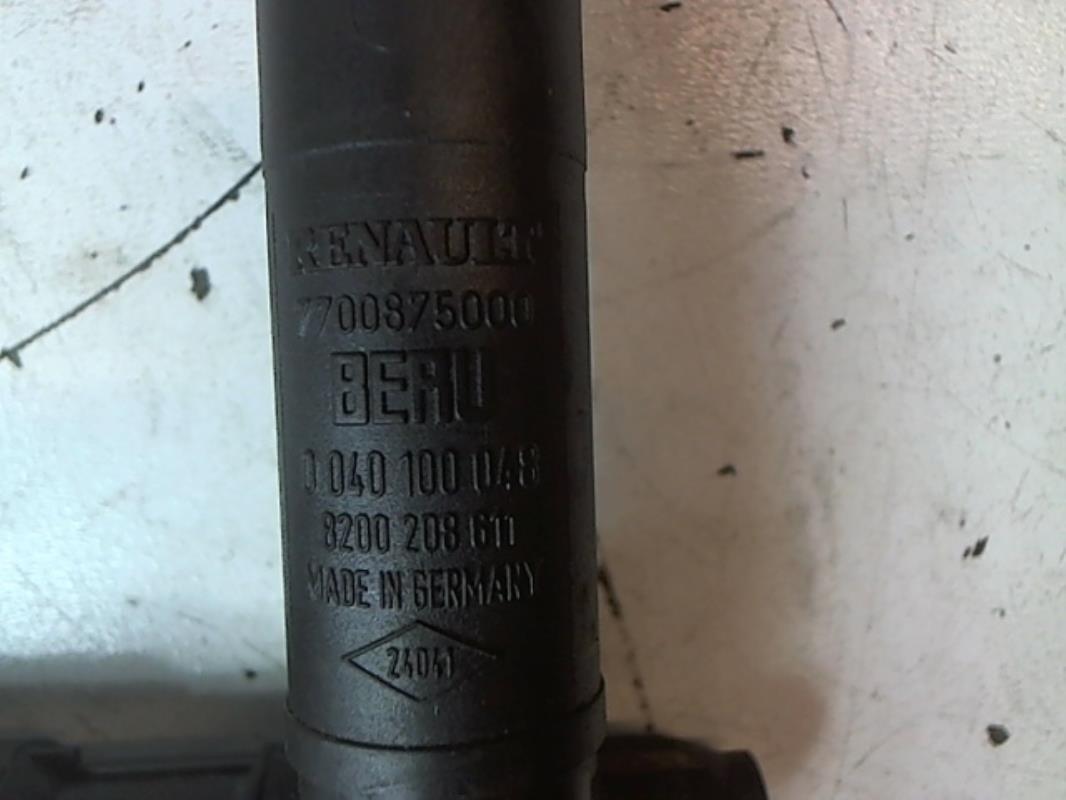 RENAULT
7700875000
BERU
0 040 100 048
8200 208 611
MADE IN GERMANY
24041